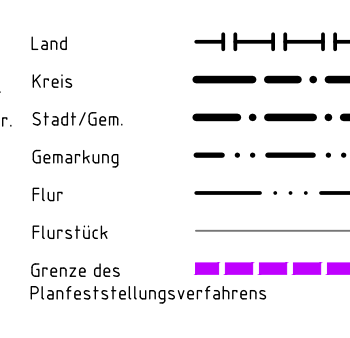 Land
Kreis
r. Stadt/Gem.
Gemarkung
Flur
Flurstück
Grenze des
Planfeststellungsverfahrens